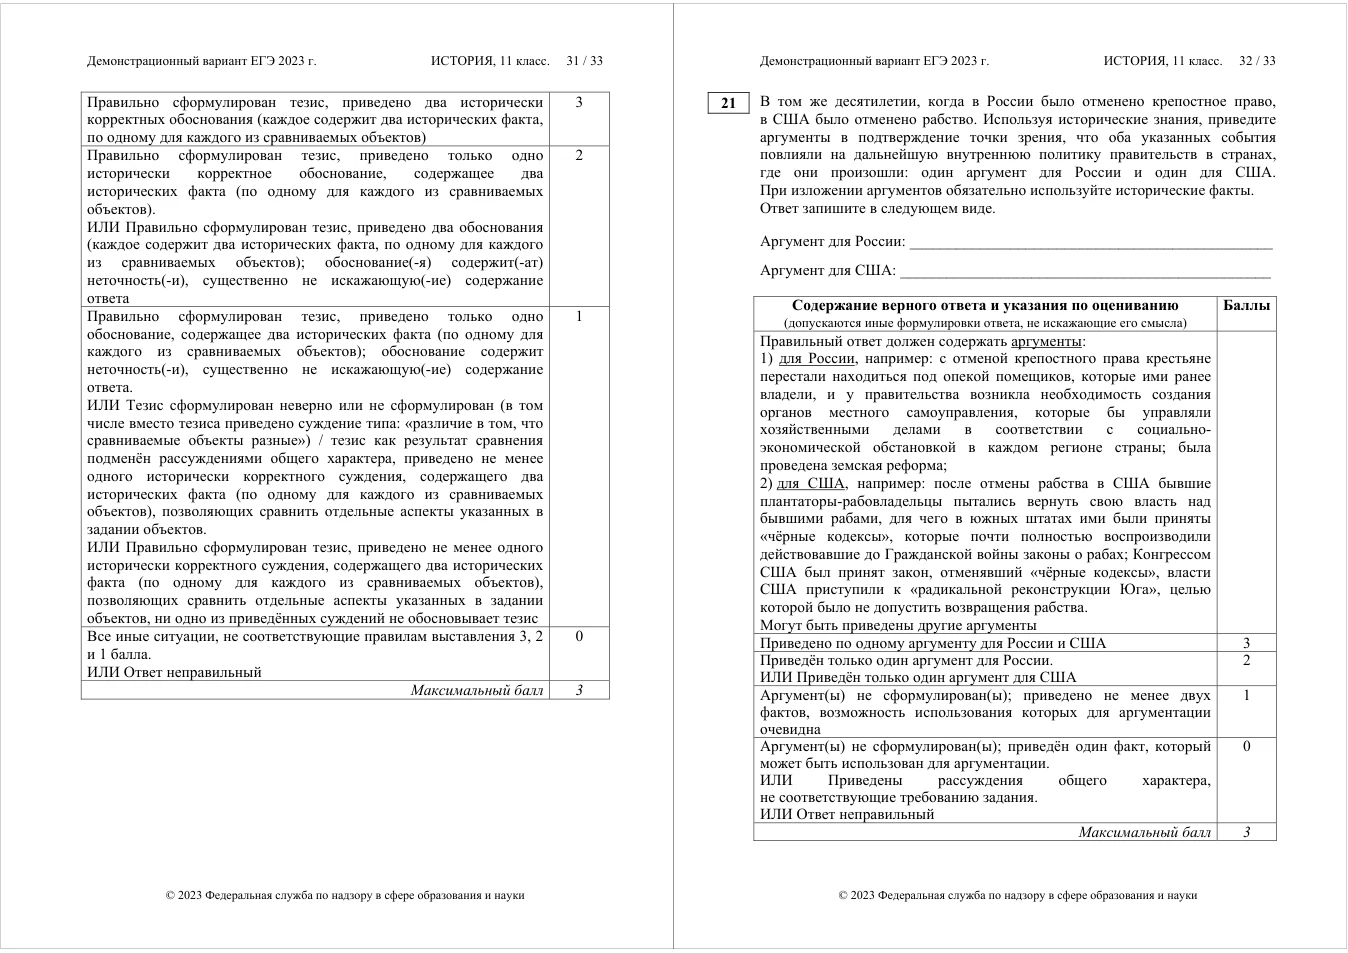 Демонстрационный вариант ЕГЭ 2023 г. ИСТОРИЯ, 11 класс. 31 / 33
Правильно сформулирован тезис, приведено два исторически 3
корректных обоснования (каждое содержит два исторических факта,
по одному для каждого из сравниваемых объектов)
Правильно сформулирован тезис, приведено только одно 2
исторически корректное обоснование, содержащее два
исторических факта (по одному для каждого из сравниваемых
объектов).
ИЛИ Правильно сформулирован тезис, приведено два обоснования
(каждое содержит два исторических факта, по одному для каждого
из сравниваемых объектов); обоснование(-я) содержит(-ат)
неточность(-и), существенно не искажающую(-ие) содержание
ответа
Правильно сформулирован тезис, приведено только одно 1
обоснование, содержащее два исторических факта (по одному для
каждого из сравниваемых объектов); обоснование содержит
неточность(-и), существенно не искажающую(-ие) содержание
ответа.
ИЛИ Тезис сформулирован неверно или не сформулирован (в том
числе вместо тезиса приведено суждение типа: «различие в том, что
сравниваемые объекты разные») / тезис как результат сравнения
подменён рассуждениями общего характера, приведено не менее
одного исторически корректного суждения, содержащего два
исторических факта (по одному для каждого из сравниваемых
объектов), позволяющих сравнить отдельные аспекты указанных в
задании объектов.
ИЛИ Правильно сформулирован тезис, приведено не менее одного
исторически корректного суждения, содержащего два исторических
факта (по одному для каждого из сравниваемых объектов),
позволяющих сравнить отдельные аспекты указанных в задании
объектов, ни одно из приведённых суждений не обосновывает тезис
Все иные ситуации, не соответствующие правилам выставления 3, 2 0
и 1 балла.
ИЛИ Ответ неправильный
Максимальный балл 3
© 2023 Федеральная служба по надзору в сфере образования и науки
Демонстрационный вариант ЕГЭ 2023 г. ИСТОРИЯ, 11 класс. 32 / 33
21 В том же десятилетии, когда в России было отменено крепостное право,
в США было отменено рабство. Используя исторические знания, приведите
аргументы в подтверждение точки зрения, что оба указанных события
повлияли на дальнейшую внутреннюю политику правительств в странах,
где они произошли: один аргумент для России и один для США.
При изложении аргументов обязательно используйте исторические факты.
Ответ запишите в следующем виде.
Аргумент для России:
Аргумент для США:
Содержание верного ответа и указания по оцениванию Баллы
(допускаются иные формулировки ответа, не искажающие его смысла)
Правильный ответ должен содержать аргументы:
1) для России, например: с отменой крепостного права крестьяне
перестали находиться под опекой помещиков, которые ими ранее
владели, и у правительства возникла необходимость создания
органов местного самоуправления, которые бы управляли
хозяйственными делами в соответствии с социально-
экономической обстановкой в каждом регионе страны; была
проведена земская реформа;
2) для США, например: после отмены рабства в США бывшие
плантаторы-рабовладельцы пытались вернуть свою власть над
бывшими рабами, для чего в южных штатах ими были приняты
«чёрные кодексы», которые почти полностью воспроизводили
действовавшие до Гражданской войны законы о рабах; Конгрессом
США был принят закон, отменявший «чёрные кодексы», власти
США приступили к «радикальной реконструкции Юга», целью
которой было не допустить возвращения рабства.
Могут быть приведены другие аргументы
Приведено по одному аргументу для России и США 3
Приведён только один аргумент для России. 2
ИЛИ Приведён только один аргумент для США
Аргумент(ы) не сформулирован(ы); приведено не менее двух 1
фактов, возможность использования которых для аргументации
очевидна
Аргумент(ы) не сформулирован(ы); приведён один факт, который 0
может быть использован для аргументации.
ИЛИ Приведены рассуждения общего характера,
не соответствующие требованию задания.
ИЛИ Ответ неправильный
Максимальный балл 3
© 2023 Федеральная служба по надзору в сфере образования и науки